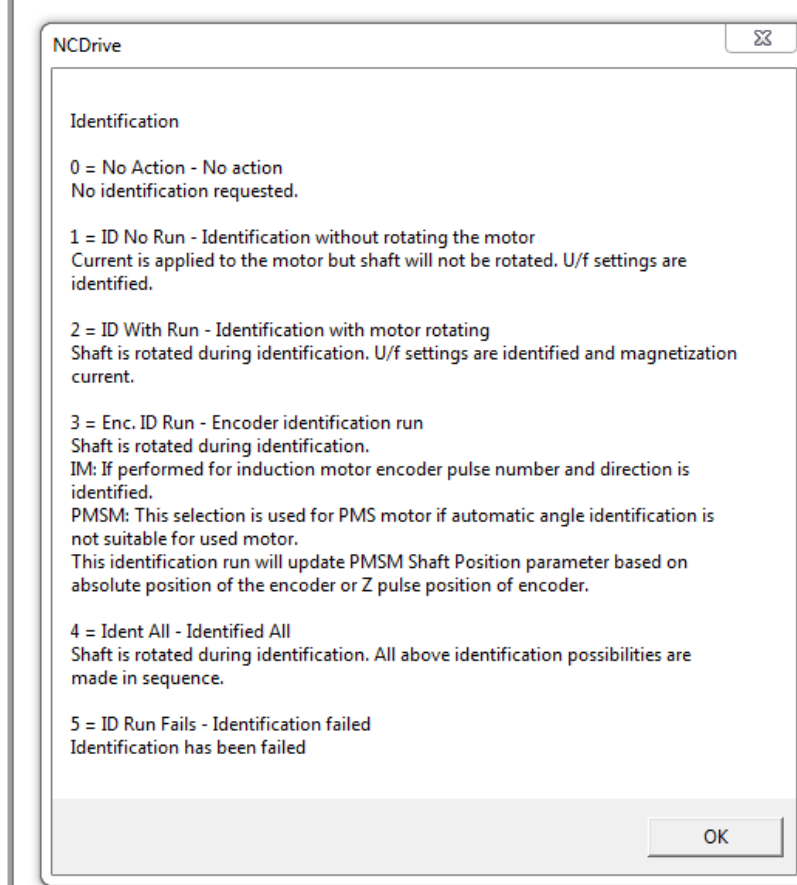 NCDrive
Identification
0 = No Action - No action
No identification requested.
1 = ID No Run - Identification without rotating the motor
Current is applied to the motor but shaft will not be rotated. U/f settings are
identified.
2 = ID With Run - Identification with motor rotating
Shaft is rotated during identification. U/f settings are identified and magnetization
current.
3 = Enc. ID Run - Encoder identification run
Shaft is rotated during identification.
IM: If performed for induction motor encoder pulse number and direction is
identified.
PMSM: This selection is used for PMS motor if automatic angle identification is
not suitable for used motor.
This identification run will update PMSM Shaft Position parameter based on
absolute position of the encoder or Z pulse position of encoder.
4 = Ident All - Identified All
Shaft is rotated during identification. All above identification possibilities are
made in sequence.
5 = ID Run Fails - Identification failed
Identification has been failed
OK